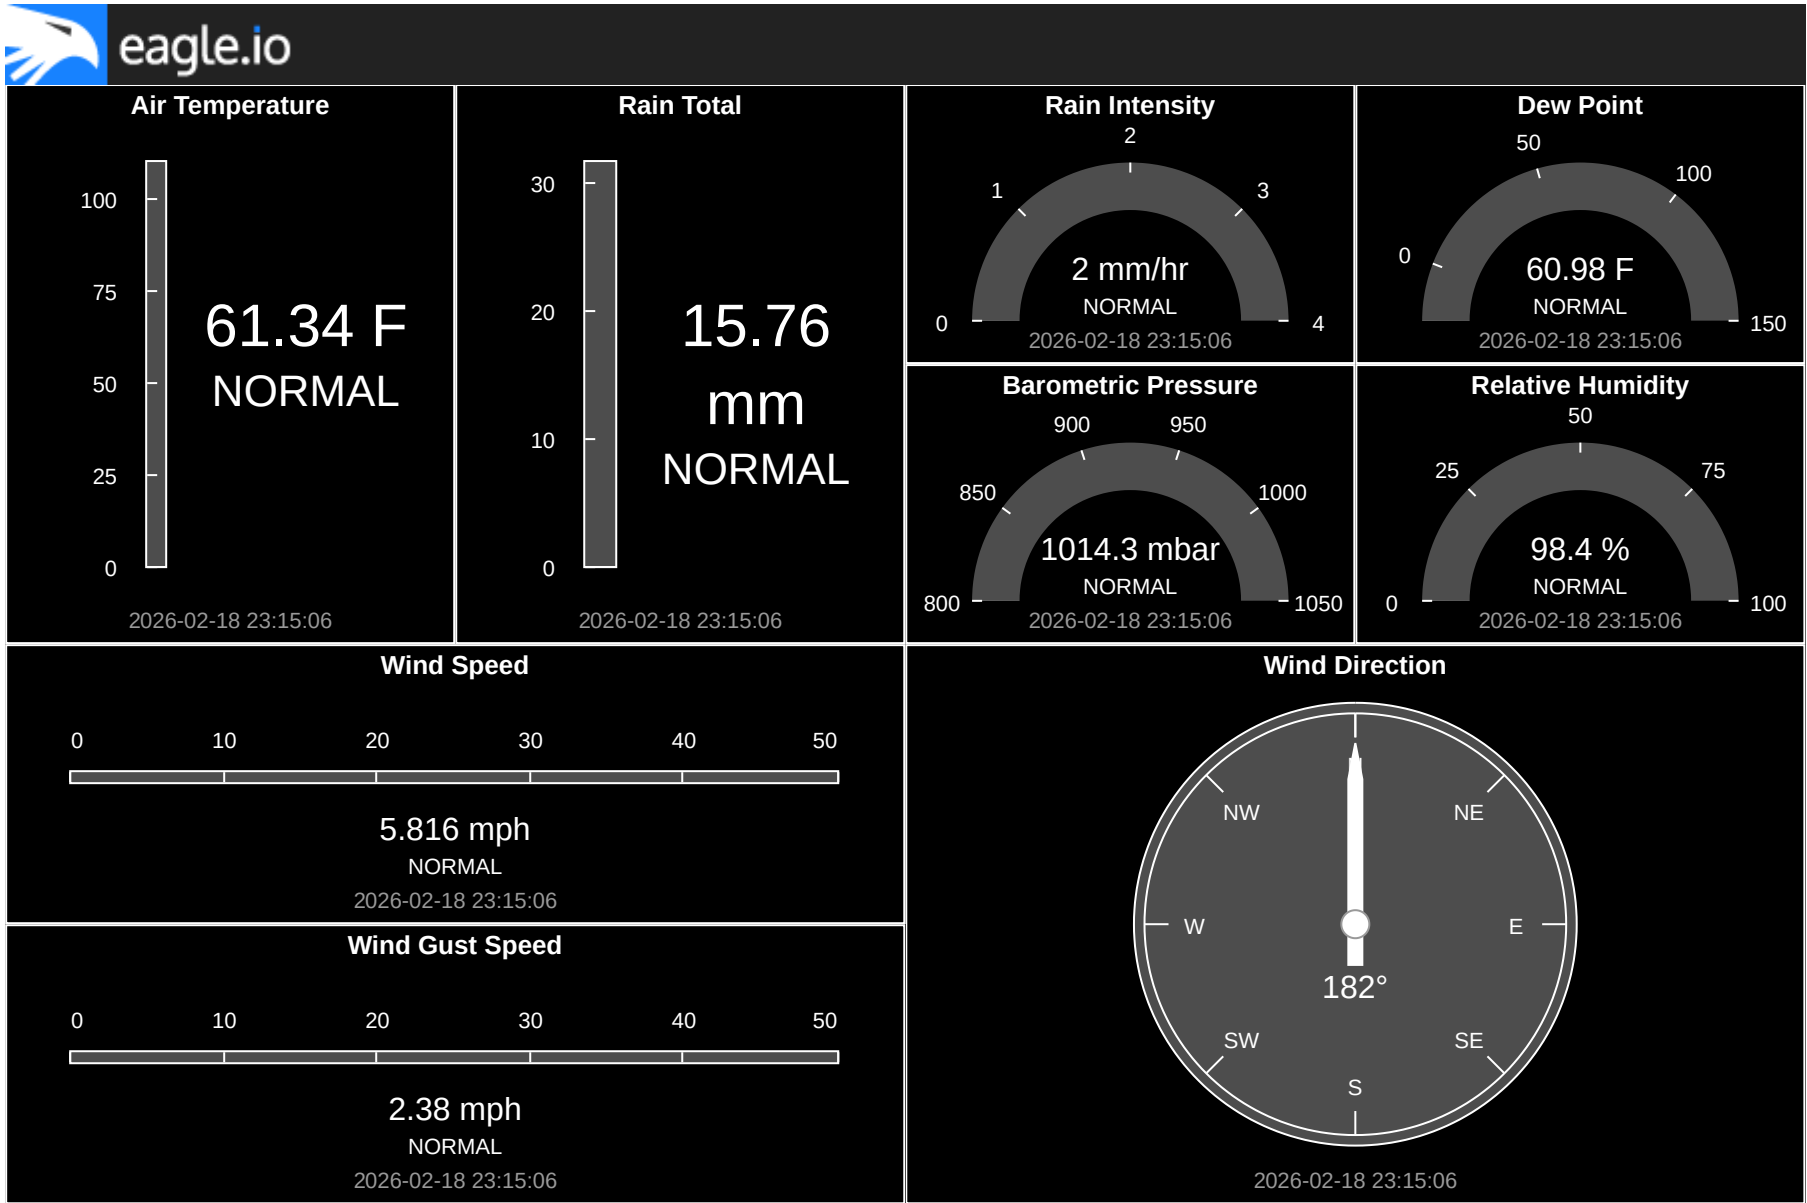 eagle.io
Air Temperature
100
75
50
25
0
61.34 F
NORMAL
2026-02-18 23:15:06
Rain Total
30
20
10
0
15.76
mm
NORMAL
2026-02-18 23:15:06
Rain Intensity
0
1
2
3
4
2 mm/hr
NORMAL
2026-02-18 23:15:06
Dew Point
0
50
100
150
60.98 F
NORMAL
2026-02-18 23:15:06
Barometric Pressure
800
850
900
950
1000
1050
1014.3 mbar
NORMAL
2026-02-18 23:15:06
Relative Humidity
0
25
50
75
100
98.4 %
NORMAL
2026-02-18 23:15:06
Wind Speed
0 10 20 30 40 50
5.816 mph
NORMAL
2026-02-18 23:15:06
Wind Gust Speed
0 10 20 30 40 50
2.38 mph
NORMAL
2026-02-18 23:15:06
Wind Direction
NW NE
W E
182°
SW SE
S
2026-02-18 23:15:06